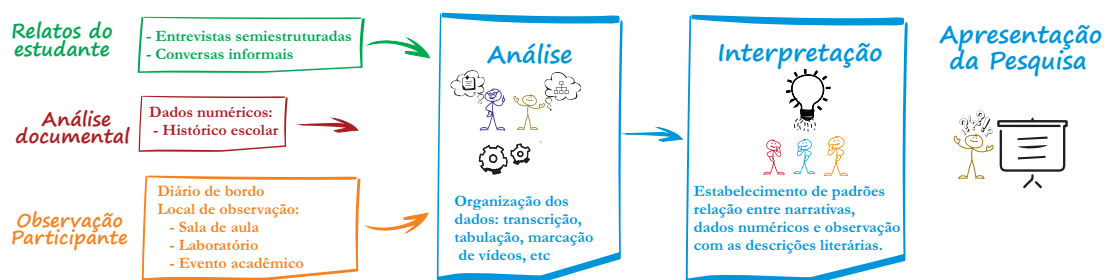 Relatos do
estudante
- Entrevistas semiestruturadas
- Conversas informais
Análise
documental
Dados numéricos:
- Histórico escolar
Observação
Participante
Diário de bordo
Local de observação:
- Sala de aula
- Laboratório
- Evento acadêmico
Análise
Organização dos
dados: transcrição,
tabulação, marcação
de vídeos, etc
Interpretação
Estabelecimento de padrões
relação entre narrativas,
dados numéricos e observação
com as descrições literárias.
Apresentação
da Pesquisa
?!?!